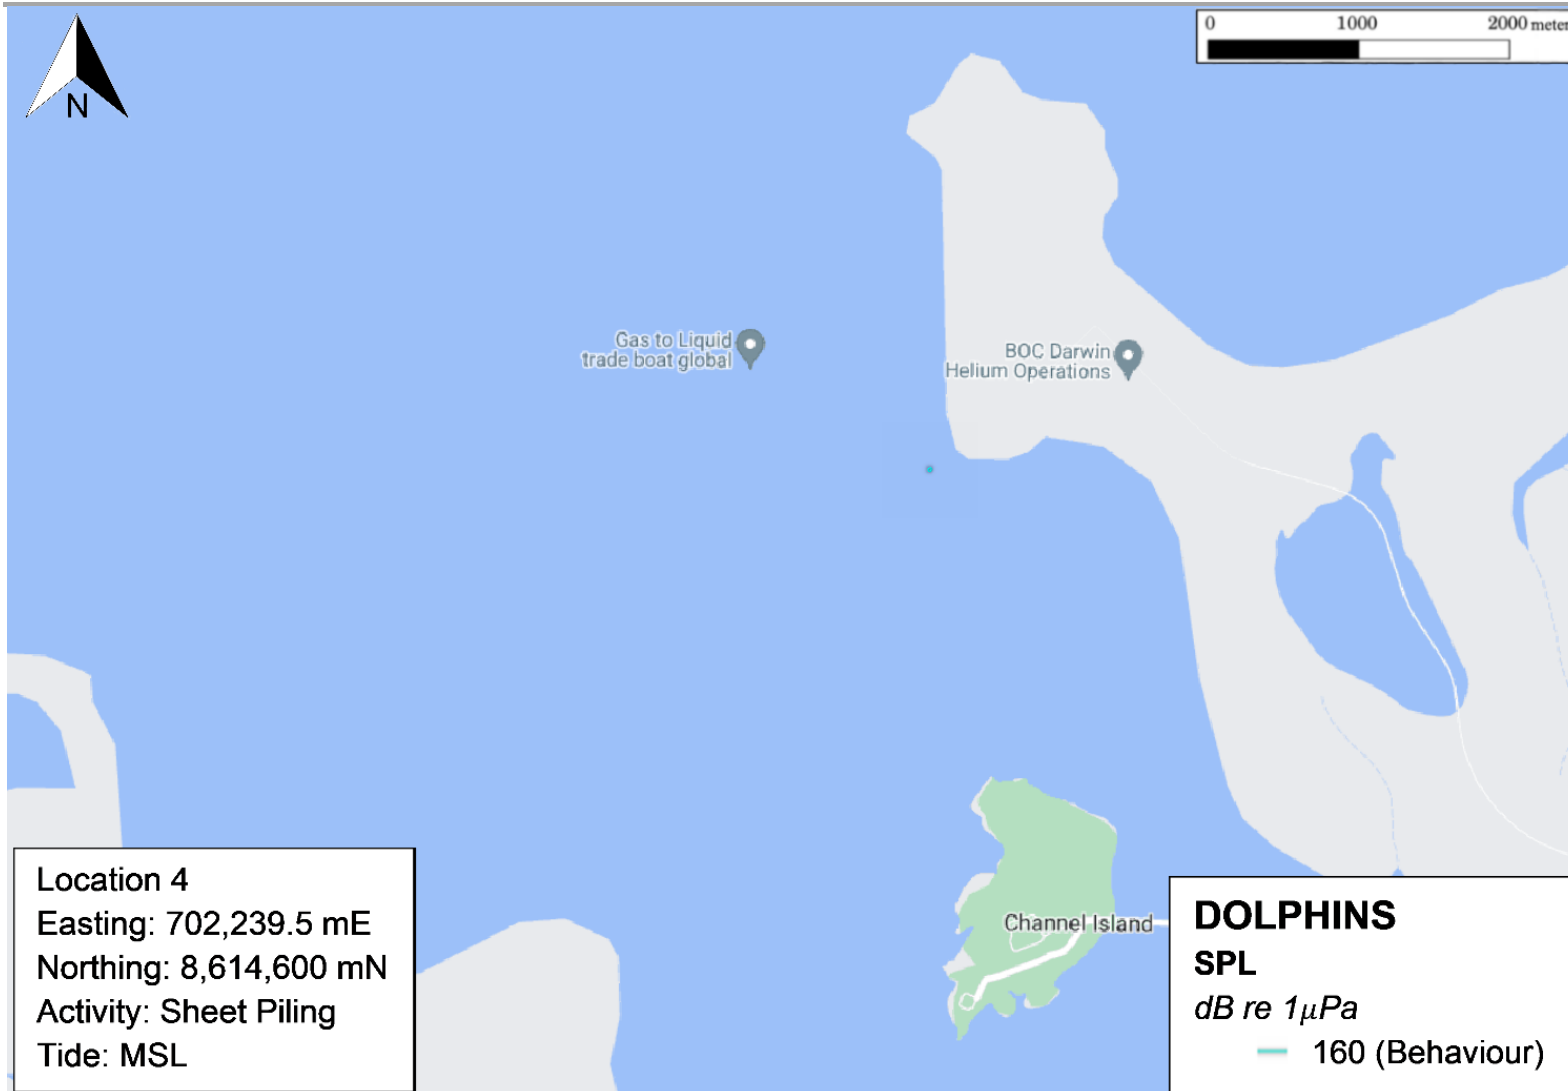 N
0 1000 2000 meter
Gas to Liquid
trade boat global
BOC Darwin
Helium Operations
Channel Island
Location 4
Easting: 702,239.5 mE
Northing: 8,614,600 mN
Activity: Sheet Piling
Tide: MSL
DOLPHINS
SPL
dB re 1µPa
160 (Behaviour)